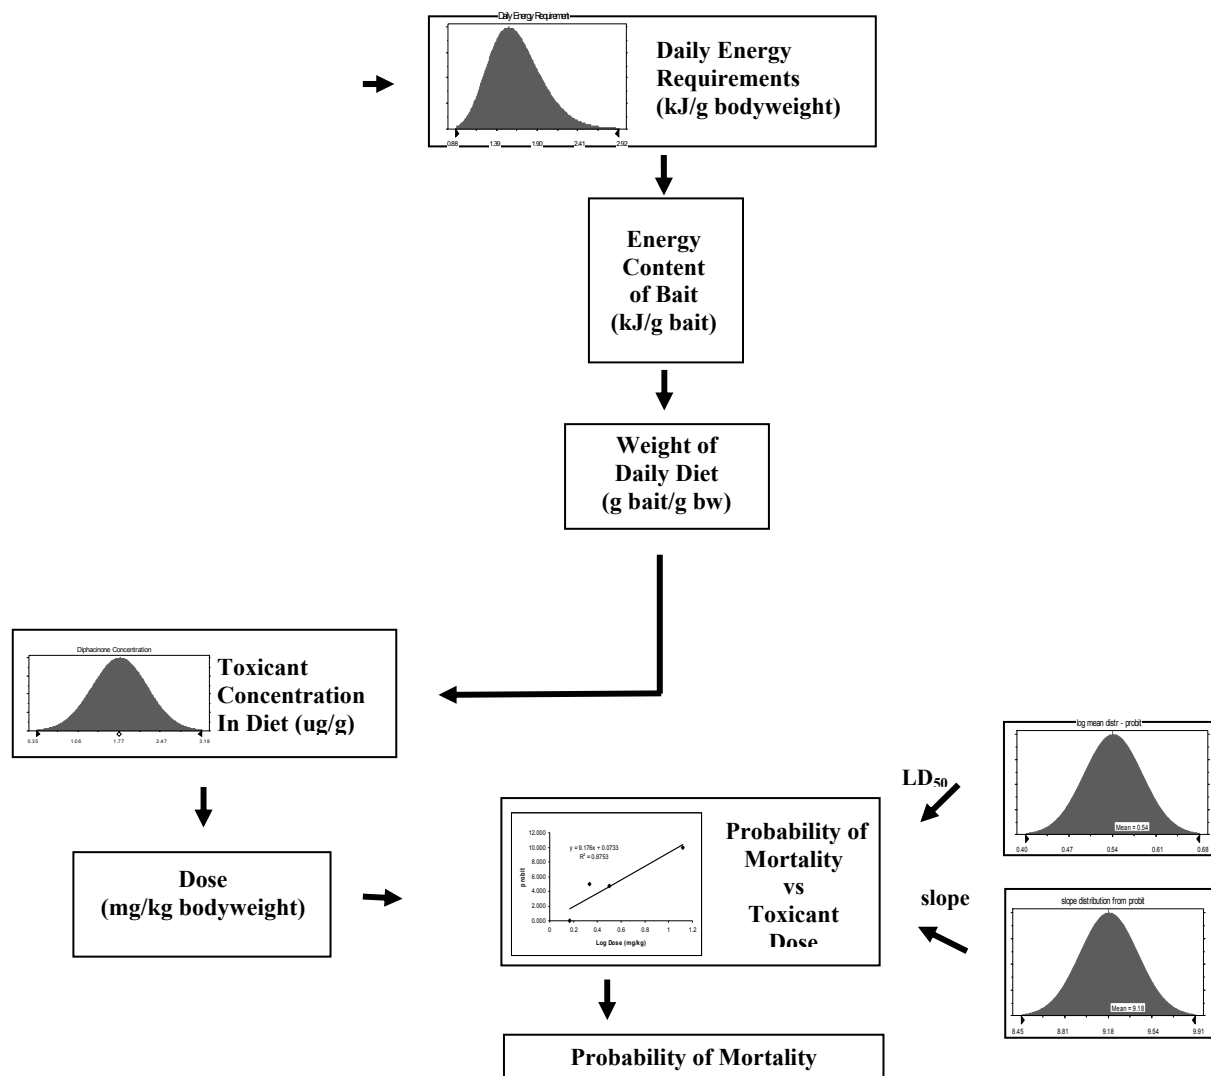 Daily Energy Requirement
Daily Energy
Requirements
(kJ/g bodyweight)
0.88 1.39 1.90 2.41 2.92
Energy
Content
of Bait
(kJ/g bait)
Weight of
Daily Diet
(g bait/g bw)
Diphacinone Concentration
Toxicant
Concentration
In Diet (ug/g)
0.35 1.06 1.77 2.47 3.18
log mean distr - probit
Mean = 0.54
0.40 0.47 0.54 0.61 0.68
LD50
Probability of
Mortality
vs
Toxicant
Dose
12.000
10.000
8.000
6.000
4.000
2.000
0.000
probit
y = 9.176x + 0.0733
R² = 0.8753
0 0.2 0.4 0.6 0.8 1 1.2
Log Dose (mg/kg)
Dose
(mg/kg bodyweight)
slope
slope distribution from probit
Mean = 9.18
8.45 8.81 9.18 9.54 9.91
Probability of Mortality